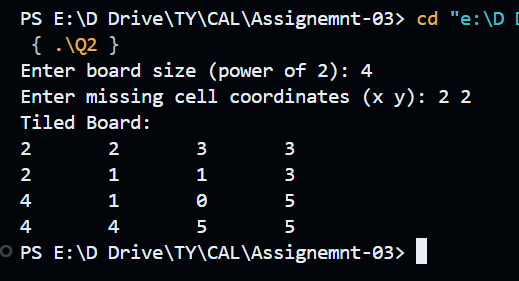 PS E:\D Drive\TY\CAL\Assignemnt-03> cd "e:\D D
{ .\Q2 }
Enter board size (power of 2): 4
Enter missing cell coordinates (x y): 2 2
Tiled Board:
2 2 3 3
2 1 1 3
4 1 0 5
4 4 5 5
PS E:\D Drive\TY\CAL\Assignemnt-03>